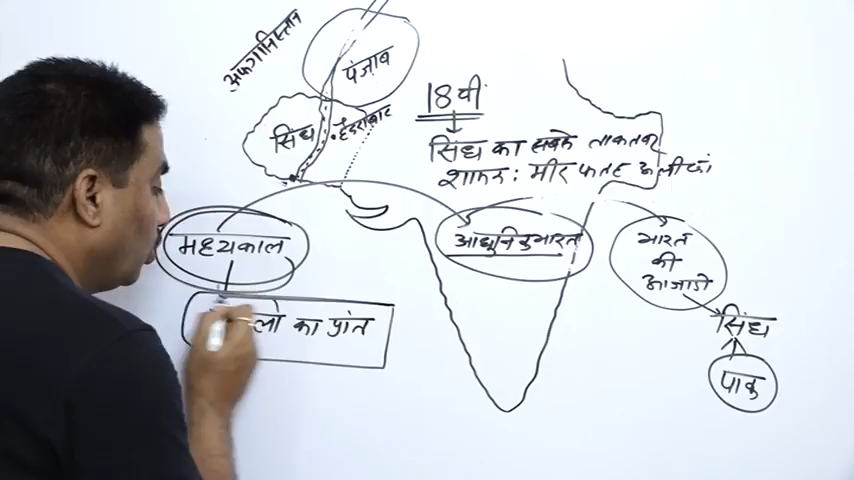 अफगानिस्तान
पंजाब
सिंध
हैदराबाद
18वी
सिंध का सबसे ताकतवर
शासक: मीर फतह अली खां
मध्यकाल
आधुनिक भारत
भारत
की
आजादी
का प्रांत
सिंध
पाक